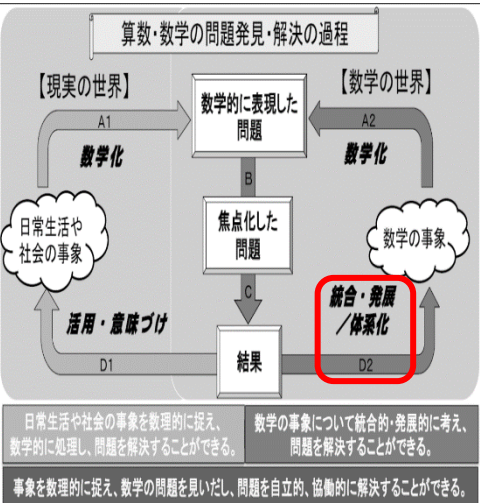 算数・数学の問題発見・解決の過程
【現実の世界】
【数学の世界】
数学的に表現した
問題
A1
A2
数学化
数学化
B
日常生活や
社会の事象
焦点化した
問題
数学の事象
C
統合・発展
／体系化
活用・意味づけ
結果
D1
D2
日常生活や社会の事象を数理的に捉え、
数学的に処理し、問題を解決することができる。
数学の事象について統合的・発展的に考え、
問題を解決することができる。
事象を数理的に捉え、数学の問題を見いだし、問題を自立的、協働的に解決することができる。